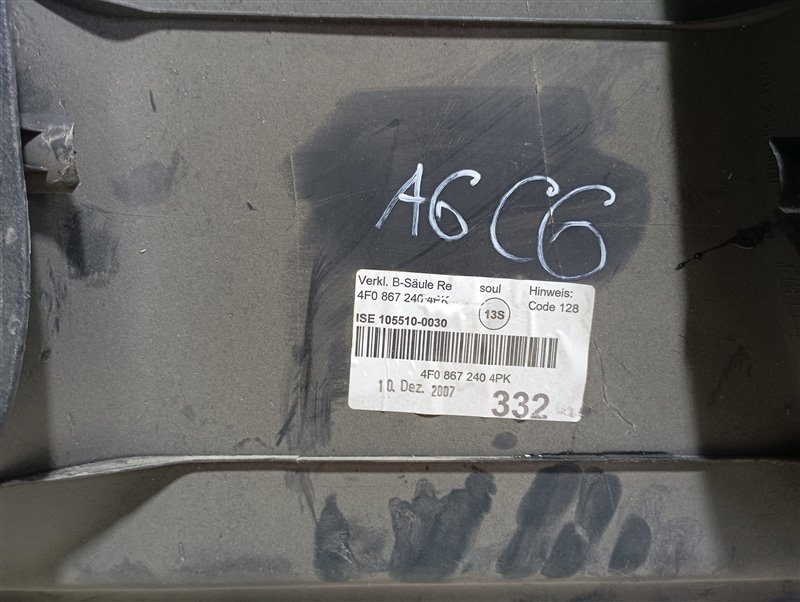 A6 C6
Verkl. B-Säule Re soul Hinweis:
4F0 867 240 4PK 13S Code 128
ISE 105510-0030
4F0 867 240 4PK
10. Dez. 2007 332